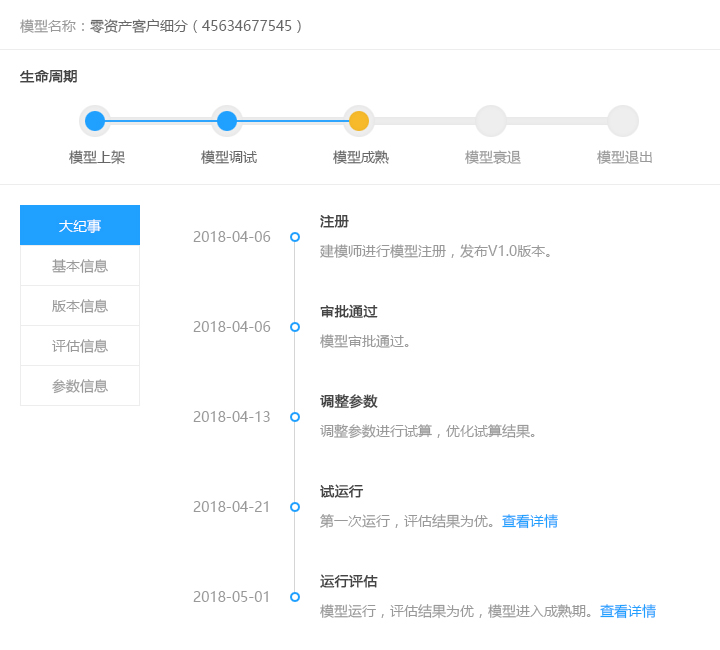 模型名称：零资产客户细分（45634677545）
生命周期
模型上架 模型调试 模型成熟 模型衰退 模型退出
大纪事
基本信息
版本信息
评估信息
参数信息
2018-04-06
注册
建模师进行模型注册，发布V1.0版本。
2018-04-06
审批通过
模型审批通过。
2018-04-13
调整参数
调整参数进行试算，优化试算结果。
2018-04-21
试运行
第一次运行，评估结果为优。查看详情
2018-05-01
运行评估
模型运行，评估结果为优，模型进入成熟期。查看详情